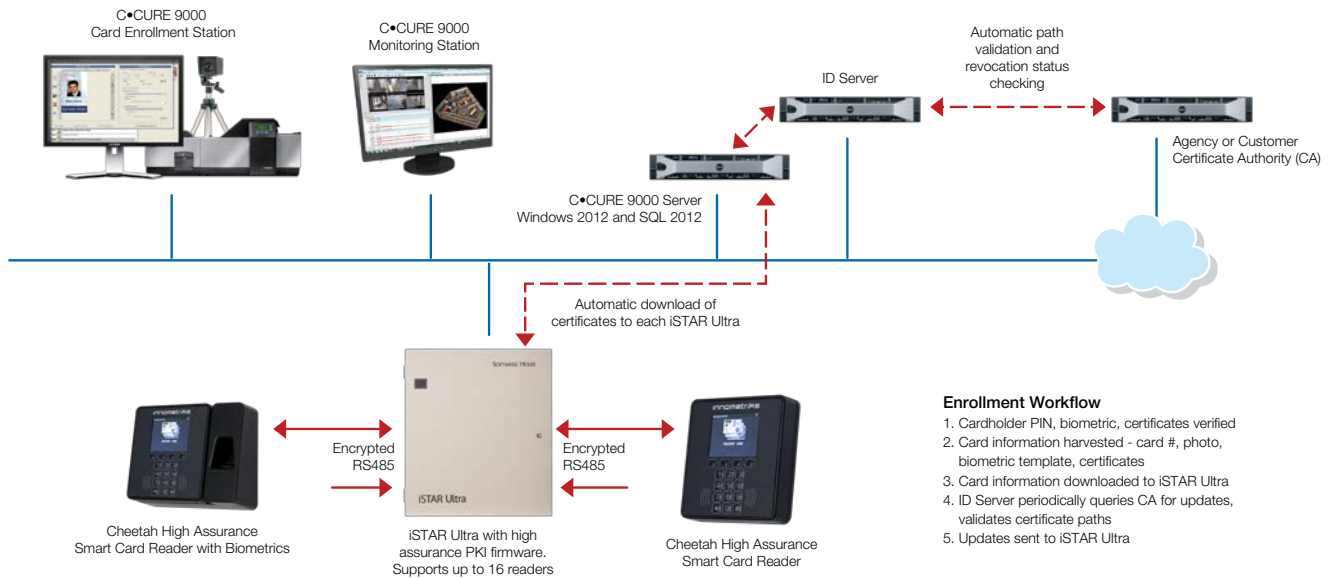 C•CURE 9000
Card Enrollment Station
C•CURE 9000
Monitoring Station
ID Server
Automatic path
validation and
revocation status
checking
Agency or Customer
Certificate Authority (CA)
C•CURE 9000 Server
Windows 2012 and SQL 2012
Automatic download of
certificates to each iSTAR Ultra
Encrypted
RS485
Encrypted
RS485
iSTAR Ultra
innometriks
innometriks
Cheetah High Assurance
Smart Card Reader with Biometrics
iSTAR Ultra with high
assurance PKI firmware.
Supports up to 16 readers
Cheetah High Assurance
Smart Card Reader
Enrollment Workflow
1. Cardholder PIN, biometric, certificates verified
2. Card information harvested - card #, photo,
biometric template, certificates
3. Card information downloaded to iSTAR Ultra
4. ID Server periodically queries CA for updates,
validates certificate paths
5. Updates sent to iSTAR Ultra